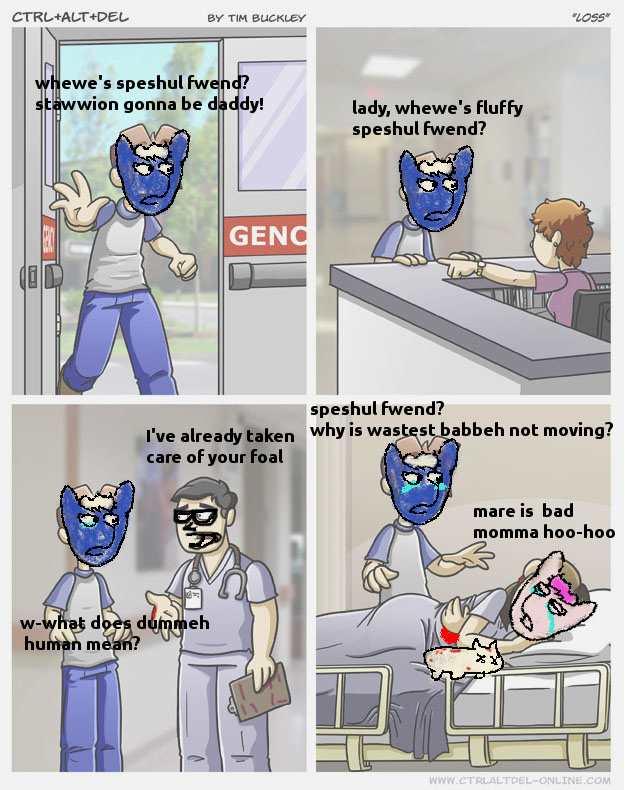 CTRL+ALT+DEL BY TIM BUCKLEY "LOSS"
whewe's speshul fwend?
stawwion gonna be daddy!
GENC
lady, whewe's fluffy
speshul fwend?
I've already taken
care of your foal
w-what does dummeh
human mean?
speshul fwend?
why is wastest babbeh not moving?
mare is bad
momma hoo-hoo
WWW.CTRLALTDEL-ONLINE.COM